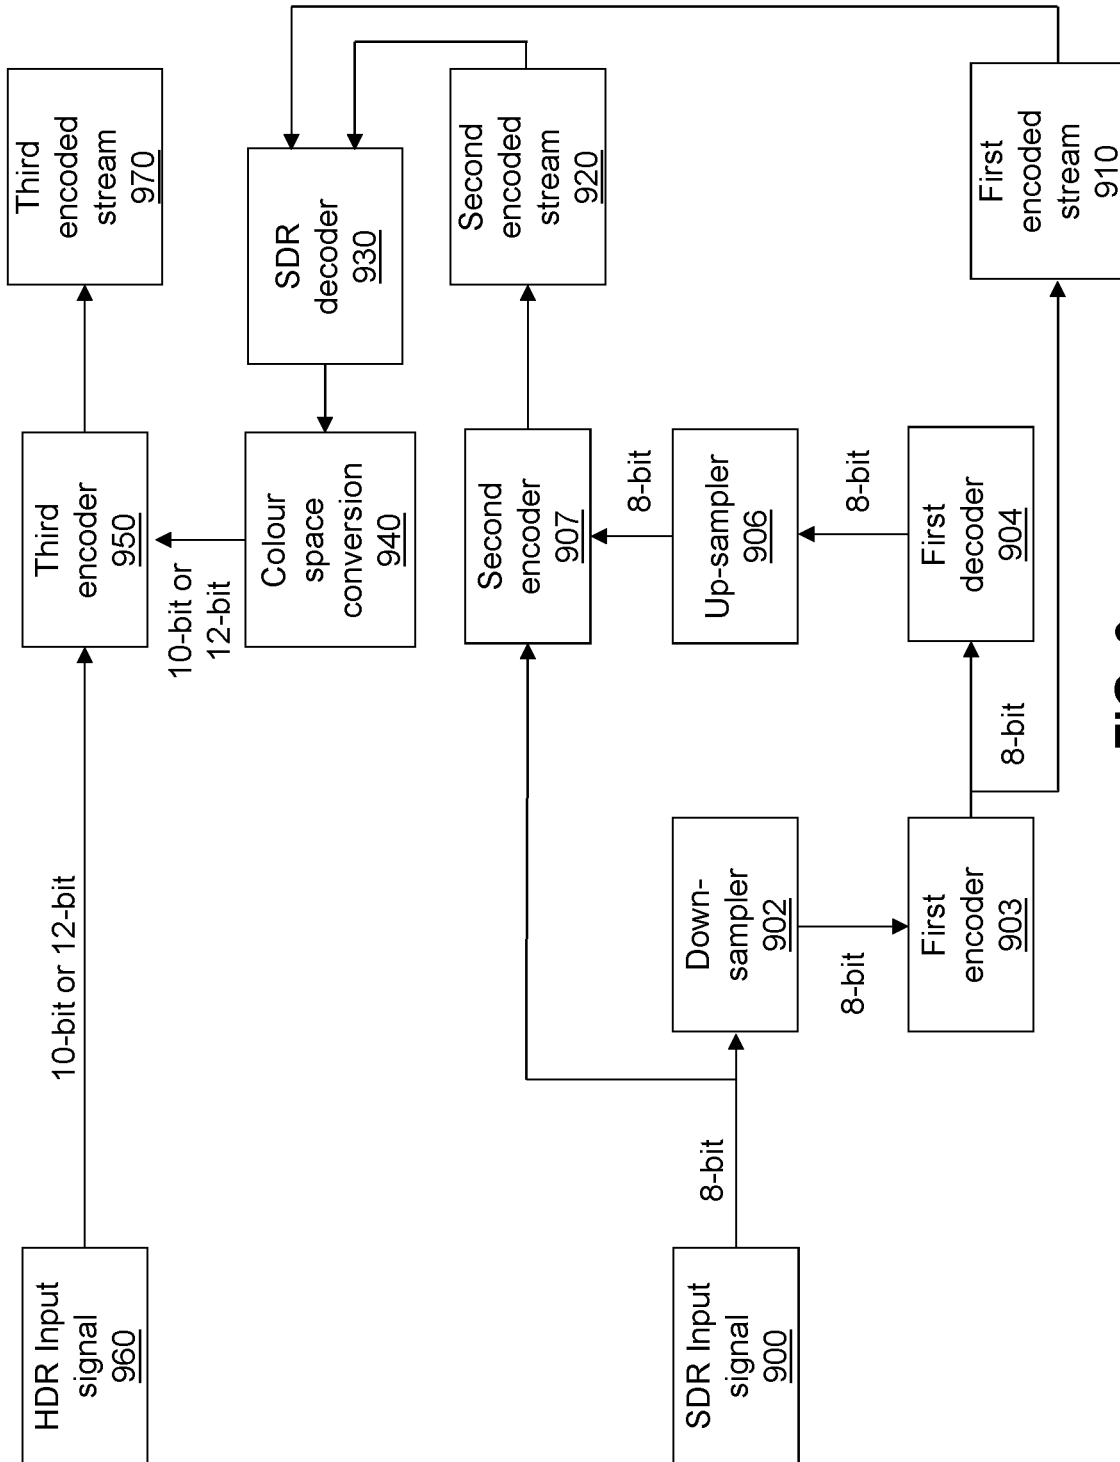 HDR Input
signal
960
10-bit or 12-bit
Third
encoder
950
Third
encoded
stream
970
10-bit or
12-bit
Colour
space
conversion
940
SDR
decoder
930
Second
encoder
907
Second
encoded
stream
920
8-bit
SDR Input
signal
900
8-bit
Down-
sampler
902
Up-sampler
906
8-bit
8-bit
First
encoder
903
First
decoder
904
8-bit
First
encoded
stream
910